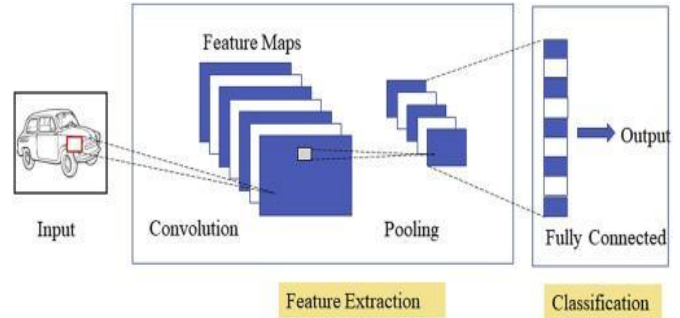 Feature Maps
Input
Convolution
Pooling
Fully Connected
Output
Feature Extraction
Classification